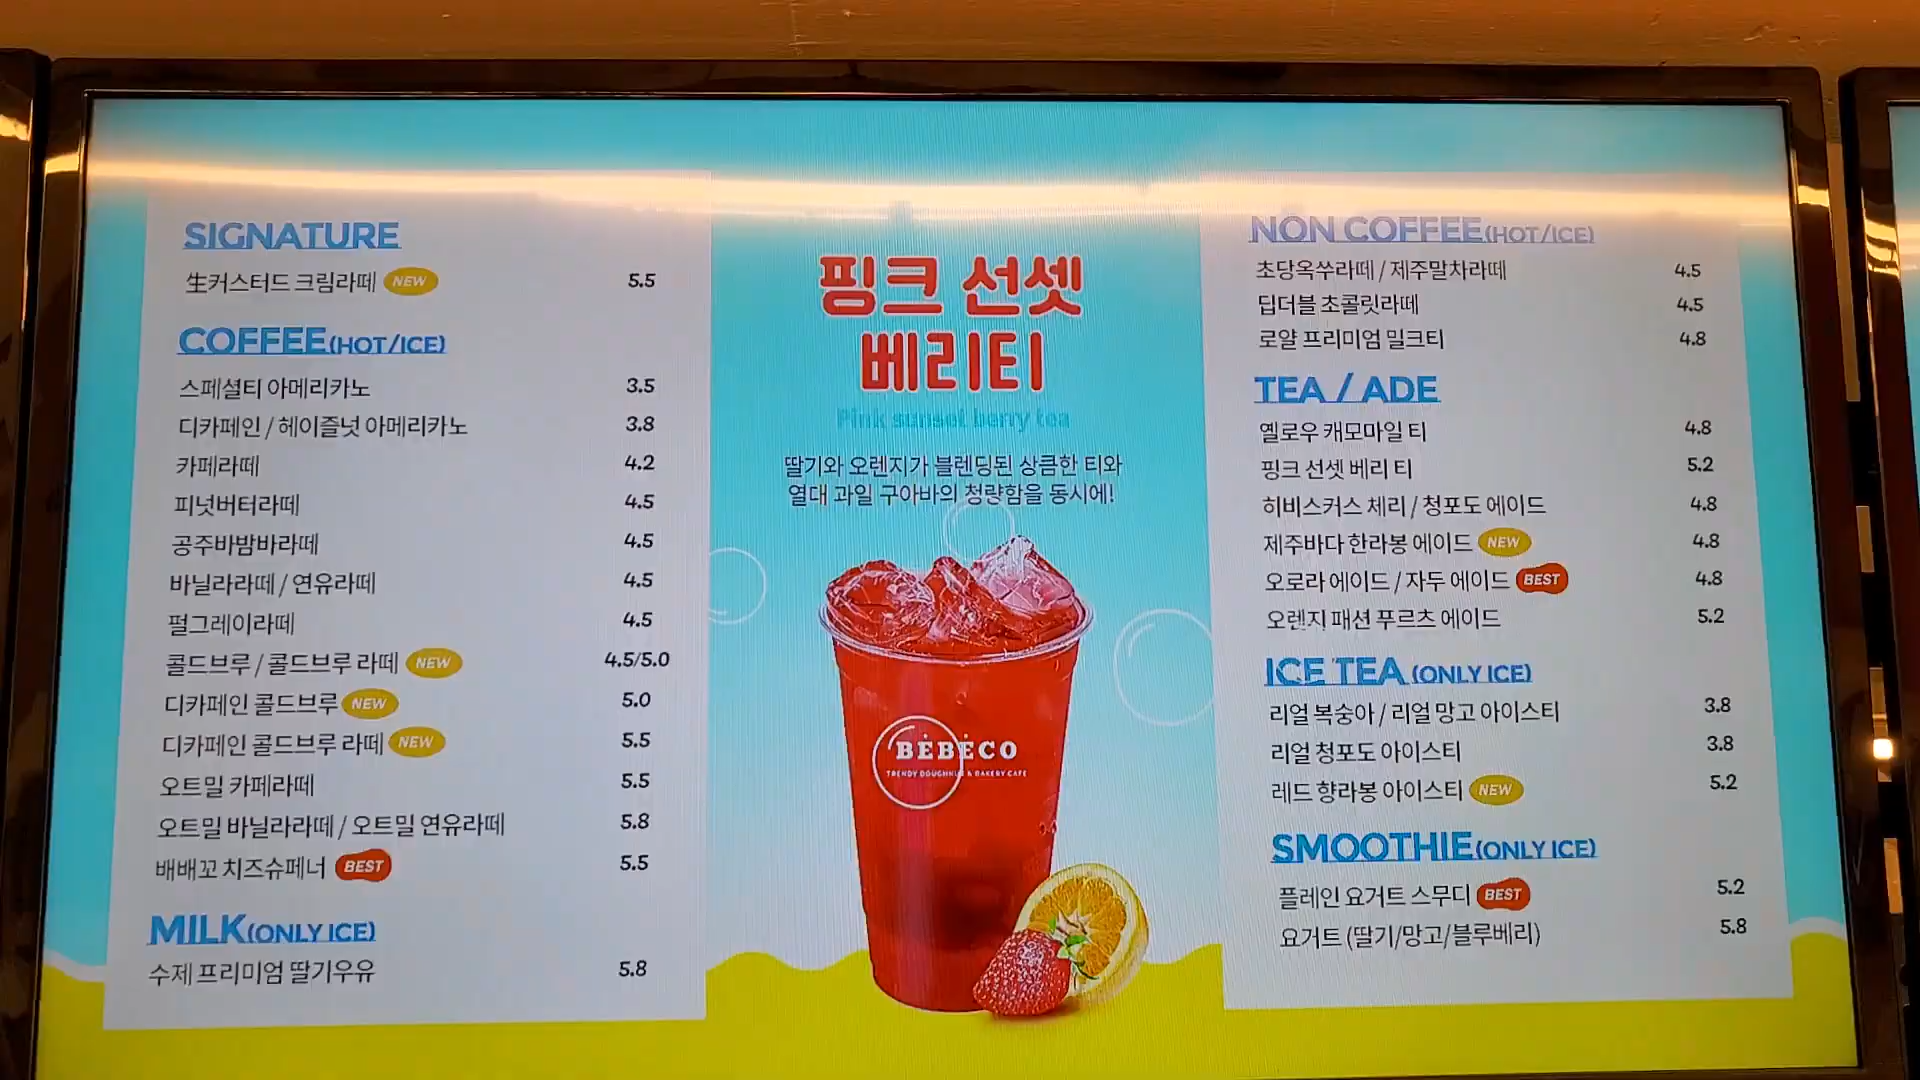 SIGNATURE
生커스터드 크림라떼 NEW 5.5
COFFEE(HOT/ICE)
스페셜티 아메리카노 3.5
디카페인 / 헤이즐넛 아메리카노 3.8
카페라떼 4.2
피넛버터라떼 4.5
공주바밤바라떼 4.5
바닐라라떼 / 연유라떼 4.5
펄그레이라떼 4.5
콜드브루 / 콜드브루 라떼 NEW 4.5/5.0
디카페인 콜드브루 NEW 5.0
디카페인 콜드브루 라떼 NEW 5.5
오트밀 카페라떼 5.5
오트밀 바닐라라떼 / 오트밀 연유라떼 5.8
배배꼬 치즈슈페너 BEST 5.5
MILK(ONLY ICE)
수제 프리미엄 딸기우유 5.8
핑크 선셋
베리티
Pink sunset berry tea
딸기와 오렌지가 블렌딩된 상큼한 티와
열대 과일 구아바의 청량함을 동시에!
BEBECO
TRENDY DOUGHNUT & BAKERY CAFE
NON COFFEE(HOT/ICE)
초당옥쑤라떼 / 제주말차라떼 4.5
딥더블 초콜릿라떼 4.5
로얄 프리미엄 밀크티 4.8
TEA / ADE
옐로우 캐모마일 티 4.8
핑크 선셋 베리 티 5.2
히비스커스 체리 / 청포도 에이드 4.8
제주바다 한라봉 에이드 NEW 4.8
오로라 에이드 / 자두 에이드 BEST 4.8
오렌지 패션 푸르츠 에이드 5.2
ICE TEA (ONLY ICE)
리얼 복숭아 / 리얼 망고 아이스티 3.8
리얼 청포도 아이스티 3.8
레드 향라봉 아이스티 NEW 5.2
SMOOTHIE(ONLY ICE)
플레인 요거트 스무디 BEST 5.2
요거트 (딸기/망고/블루베리) 5.8